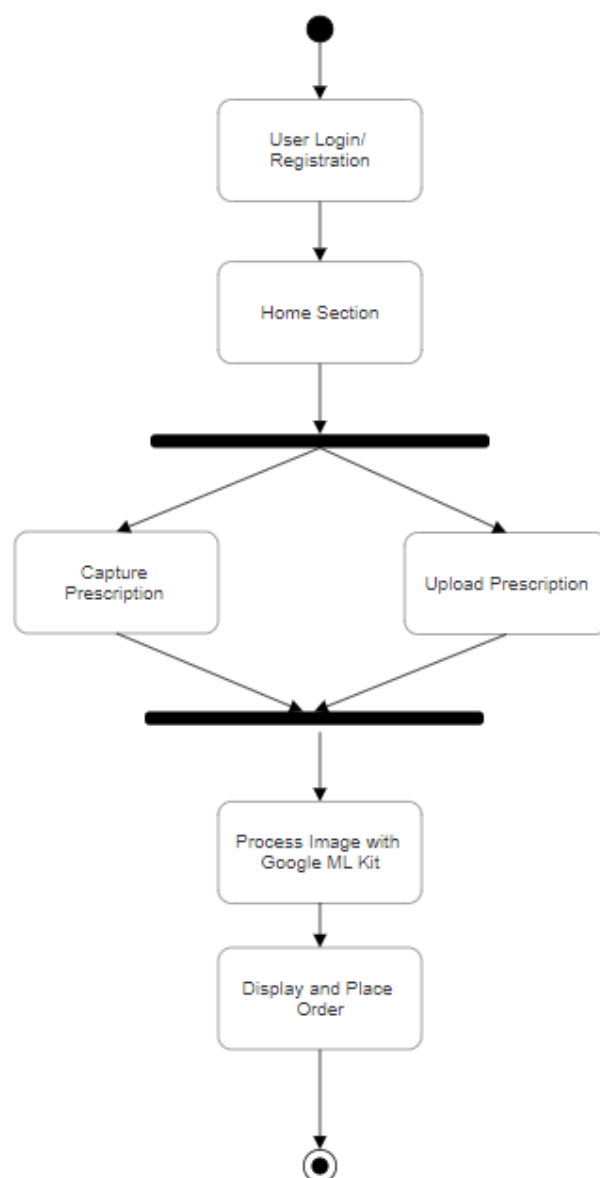 User Login/
Registration
Home Section
Capture
Prescription
Upload Prescription
Process Image with
Google ML Kit
Display and Place
Order